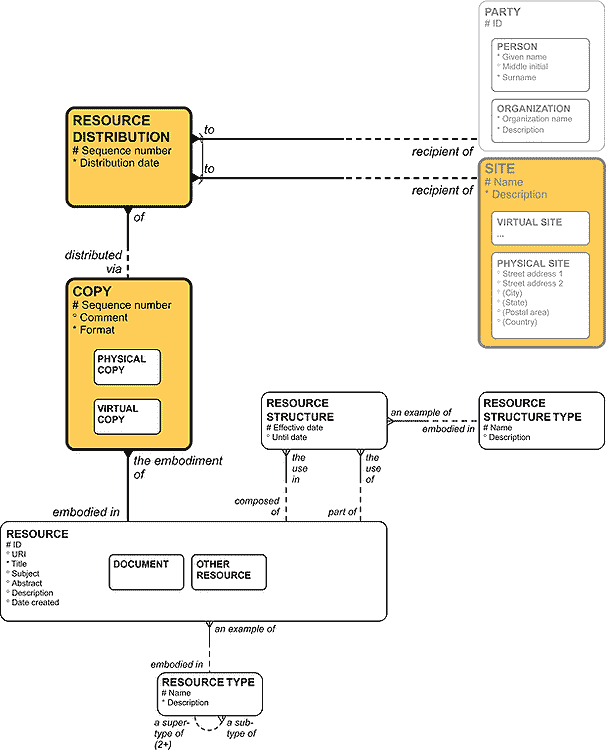 PARTY
# ID
PERSON
* Given name
° Middle initial
* Surname
ORGANIZATION
* Organization name
* Description
RESOURCE
DISTRIBUTION
# Sequence number
* Distribution date
to
recipient of
to
recipient of
SITE
# Name
* Description
VIRTUAL SITE
...
PHYSICAL SITE
° Street address 1
° Street address 2
° (City)
° (State)
° (Postal area)
° (Country)
of
distributed
via
COPY
# Sequence number
° Comment
* Format
PHYSICAL
COPY
VIRTUAL
COPY
the embodiment
of
embodied in
RESOURCE
STRUCTURE
# Effective date
° Until date
an example of
embodied in
RESOURCE
STRUCTURE TYPE
# Name
° Description
the
use
in
the
use
of
composed
of
part of
RESOURCE
# ID
° URI
* Title
° Subject
° Abstract
° Description
° Date created
DOCUMENT
OTHER
RESOURCE
an example of
embodied in
RESOURCE TYPE
# Name
* Description
a super-
type of
(2+)
a sub-
type of